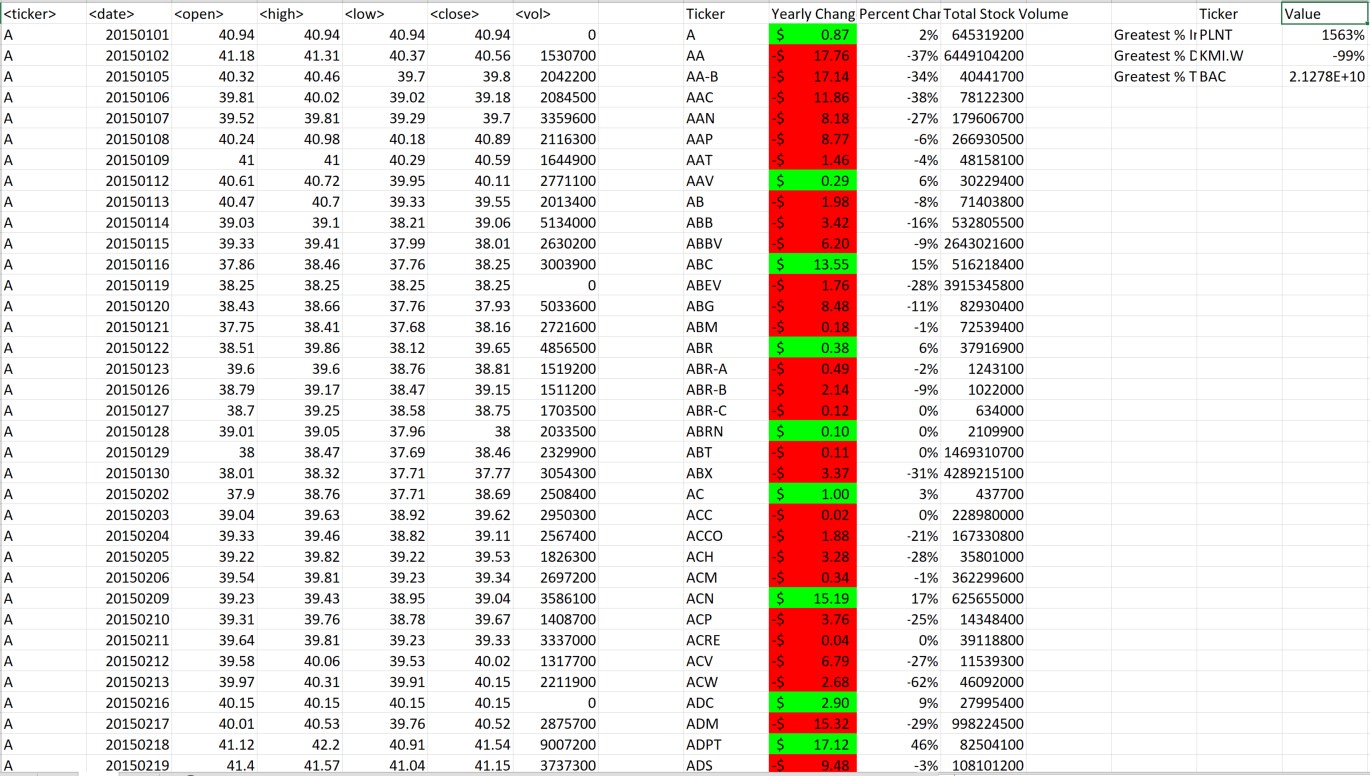 <ticker> <date> <open> <high> <low> <close> <vol> Ticker Yearly Chang Percent Char Total Stock Volume Ticker Value
A 20150101 40.94 40.94 40.94 40.94 0 A $ 0.87 2% 645319200 Greatest % Ir PLNT 1563%
A 20150102 41.18 41.31 40.37 40.56 1530700 AA -$ 17.76 -37% 6449104200 Greatest % D KMI.W -99%
A 20150105 40.32 40.46 39.7 39.8 2042200 AA-B -$ 17.14 -34% 40441700 Greatest % T BAC 2.1278E+10
A 20150106 39.81 40.02 39.02 39.18 2084500 AAC -$ 11.86 -38% 78122300
A 20150107 39.52 39.81 39.29 39.7 3359600 AAN -$ 8.18 -27% 179606700
A 20150108 40.24 40.98 40.18 40.89 2116300 AAP -$ 8.77 -6% 266930500
A 20150109 41 41 40.29 40.59 1644900 AAT -$ 1.46 -4% 48158100
A 20150112 40.61 40.72 39.95 40.11 2771100 AAV $ 0.29 6% 30229400
A 20150113 40.47 40.7 39.33 39.55 2013400 AB -$ 1.98 -8% 71403800
A 20150114 39.03 39.1 38.21 39.06 5134000 ABB -$ 3.42 -16% 532805500
A 20150115 39.33 39.41 37.99 38.01 2630200 ABBV -$ 6.20 -9% 2643021600
A 20150116 37.86 38.46 37.76 38.25 3003900 ABC $ 13.55 15% 516218400
A 20150119 38.25 38.25 38.25 38.25 0 ABEV -$ 1.76 -28% 3915345800
A 20150120 38.43 38.66 37.76 37.93 5033600 ABG -$ 8.48 -11% 82930400
A 20150121 37.75 38.41 37.68 38.16 2721600 ABM -$ 0.18 -1% 72539400
A 20150122 38.51 39.86 38.12 39.65 4856500 ABR $ 0.38 6% 37916900
A 20150123 39.6 39.6 38.76 38.81 1519200 ABR-A -$ 0.49 -2% 1243100
A 20150126 38.79 39.17 38.47 39.15 1511200 ABR-B -$ 2.14 -9% 1022000
A 20150127 38.7 39.25 38.58 38.75 1703500 ABR-C -$ 0.12 0% 634000
A 20150128 39.01 39.05 37.96 38 2033500 ABRN $ 0.10 0% 2109900
A 20150129 38 38.47 37.69 38.46 2329900 ABT -$ 0.11 0% 1469310700
A 20150130 38.01 38.32 37.71 37.77 3054300 ABX -$ 3.37 -31% 4289215100
A 20150202 37.9 38.76 37.71 38.69 2508400 AC $ 1.00 3% 437700
A 20150203 39.04 39.63 38.92 39.62 2950300 ACC -$ 0.02 0% 228980000
A 20150204 39.33 39.46 38.82 39.11 2567400 ACCO -$ 1.88 -21% 167330800
A 20150205 39.22 39.82 39.22 39.53 1826300 ACH -$ 3.28 -28% 35801000
A 20150206 39.54 39.81 39.23 39.34 2697200 ACM -$ 0.34 -1% 362299600
A 20150209 39.23 39.43 38.95 39.04 3586100 ACN $ 15.19 17% 625655000
A 20150210 39.31 39.76 38.78 39.67 1408700 ACP -$ 3.76 -25% 14348400
A 20150211 39.64 39.81 39.23 39.33 3337000 ACRE -$ 0.04 0% 39118800
A 20150212 39.58 40.06 39.53 40.02 1317700 ACV -$ 6.79 -27% 11539300
A 20150213 39.97 40.31 39.91 40.15 2211900 ACW -$ 2.68 -62% 46092000
A 20150216 40.15 40.15 40.15 40.15 0 ADC $ 2.90 9% 27995400
A 20150217 40.01 40.53 39.76 40.52 2875700 ADM -$ 15.32 -29% 998224500
A 20150218 41.12 42.2 40.91 41.54 9007200 ADPT $ 17.12 46% 82504100
A 20150219 41.4 41.57 41.04 41.15 3737300 ADS -$ 9.48 -3% 108101200